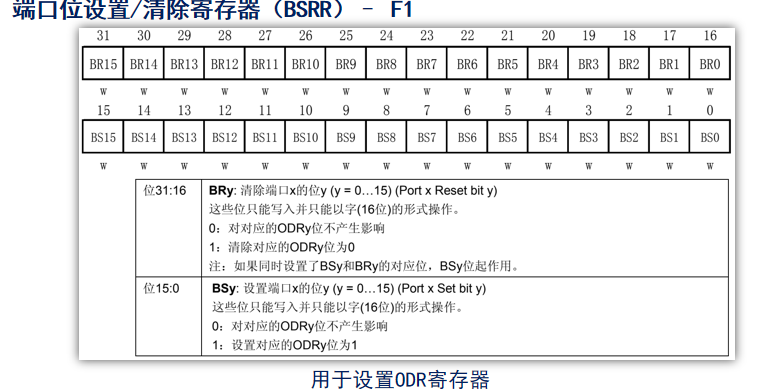 端口位设置/清除寄存器（BSRR） - F1
31 30 29 28 27 26 25 24 23 22 21 20 19 18 17 16
BR15 BR14 BR13 BR12 BR11 BR10 BR9 BR8 BR7 BR6 BR5 BR4 BR3 BR2 BR1 BR0
w w w w w w w w w w w w w w w w
15 14 13 12 11 10 9 8 7 6 5 4 3 2 1 0
BS15 BS14 BS13 BS12 BS11 BS10 BS9 BS8 BS7 BS6 BS5 BS4 BS3 BS2 BS1 BS0
w w w w w w w w w w w w w w w w
位31:16 BRy: 清除端口x的位y (y = 0…15) (Port x Reset bit y)
这些位只能写入并只能以字(16位)的形式操作。
0：对对应的ODRy位不产生影响
1：清除对应的ODRy位为0
注：如果同时设置了BSy和BRy的对应位，BSy位起作用。
位15:0 BSy: 设置端口x的位y (y = 0…15) (Port x Set bit y)
这些位只能写入并只能以字(16位)的形式操作。
0：对对应的ODRy位不产生影响
1：设置对应的ODRy位为1
用于设置ODR寄存器